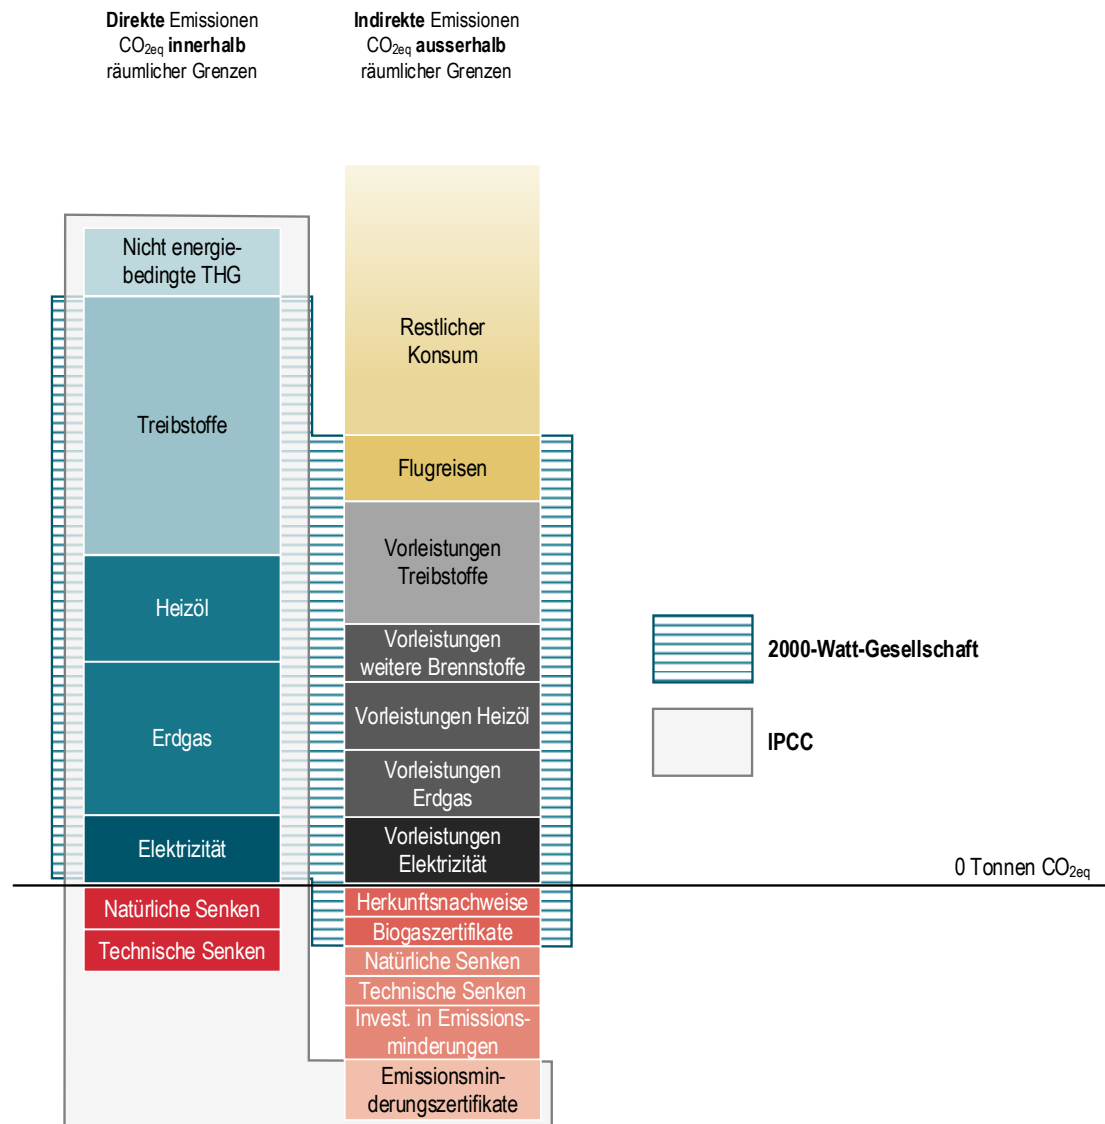 Direkte Emissionen
CO2eq innerhalb
räumlicher Grenzen
Indirekte Emissionen
CO2eq ausserhalb
räumlicher Grenzen
Nicht energie-
bedingte THG
Treibstoffe
Heizöl
Erdgas
Elektrizität
Natürliche Senken
Technische Senken
Restlicher
Konsum
Flugreisen
Vorleistungen
Treibstoffe
Vorleistungen
weitere Brennstoffe
Vorleistungen Heizöl
Vorleistungen
Erdgas
Vorleistungen
Elektrizität
Herkunftsnachweise
Biogaszertifikate
Natürliche Senken
Technische Senken
Invest. in Emissions-
minderungen
Emissionsmin-
derungszertifikate
2000-Watt-Gesellschaft
IPCC
0 Tonnen CO2eq